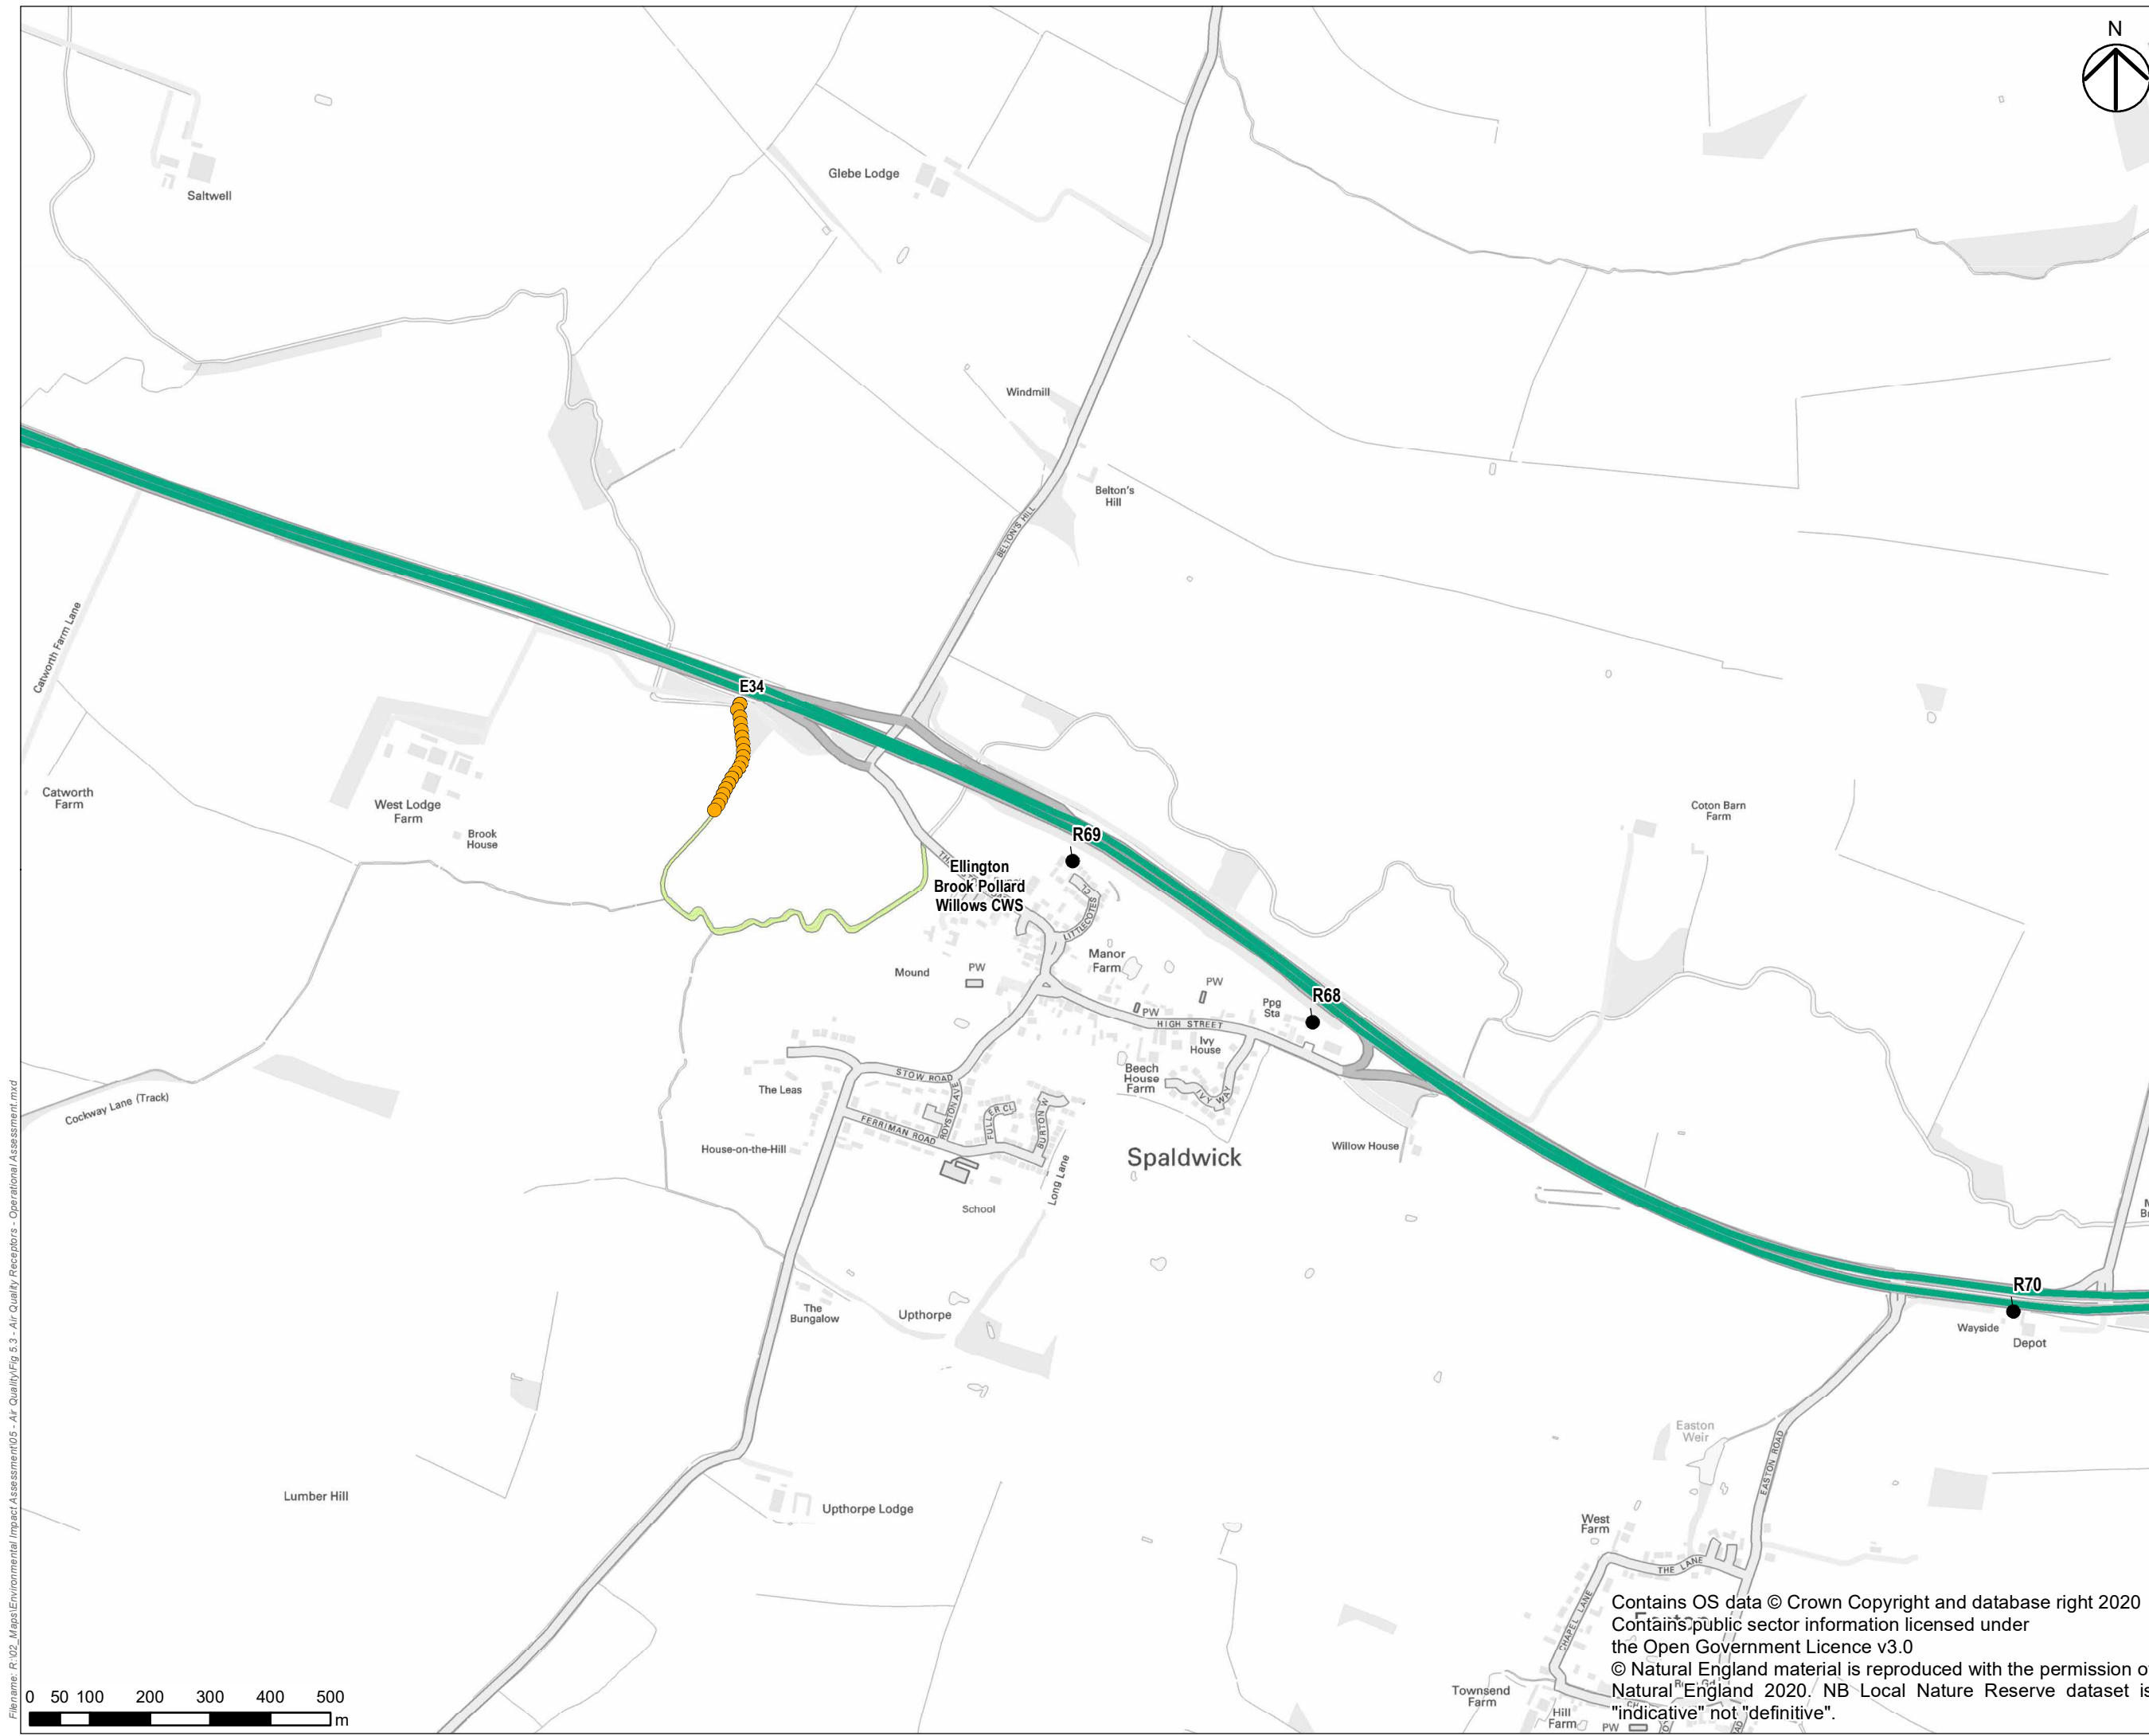 N
Saltwell
Glebe Lodge
Windmill
Belton's
Hill
BELTON'S HILL
Catworth Farm Lane
E34
Catworth
Farm
West Lodge
Farm
Brook
House
Coton Barn
Farm
R69
Ellington
Brook Pollard
Willows CWS
LITTLECOTES
Manor
Farm
Mound
PW
PW
PW
Ppg
Sta
R68
HIGH STREET
Ivy
House
Beech
House
Farm
IVY WAY
The Leas
STOW ROAD
ROYSTON AVE
FULLER CL
BURTON W
FERRIMAN ROAD
House-on-the-Hill
School
Long Lane
Spaldwick
Willow House
Cockway Lane (Track)
The
Bungalow
Upthorpe
R70
Wayside
Depot
Easton
Weir
EASTON ROAD
Lumber Hill
Upthorpe Lodge
West
Farm
THE LANE
CHAPEL LANE
Townsend
Farm
Hill
Farm
PW
Contains OS data © Crown Copyright and database right 2020
Contains public sector information licensed under
the Open Government Licence v3.0
© Natural England material is reproduced with the permission of
Natural England 2020. NB Local Nature Reserve dataset is
"indicative" not "definitive".
0 50 100 200 300 400 500
m
Filename: R:\02_Maps\Environmental Impact Assessment\05 - Air Quality\Fig 5.3 - Air Quality Receptors - Operational Assessment.mxd